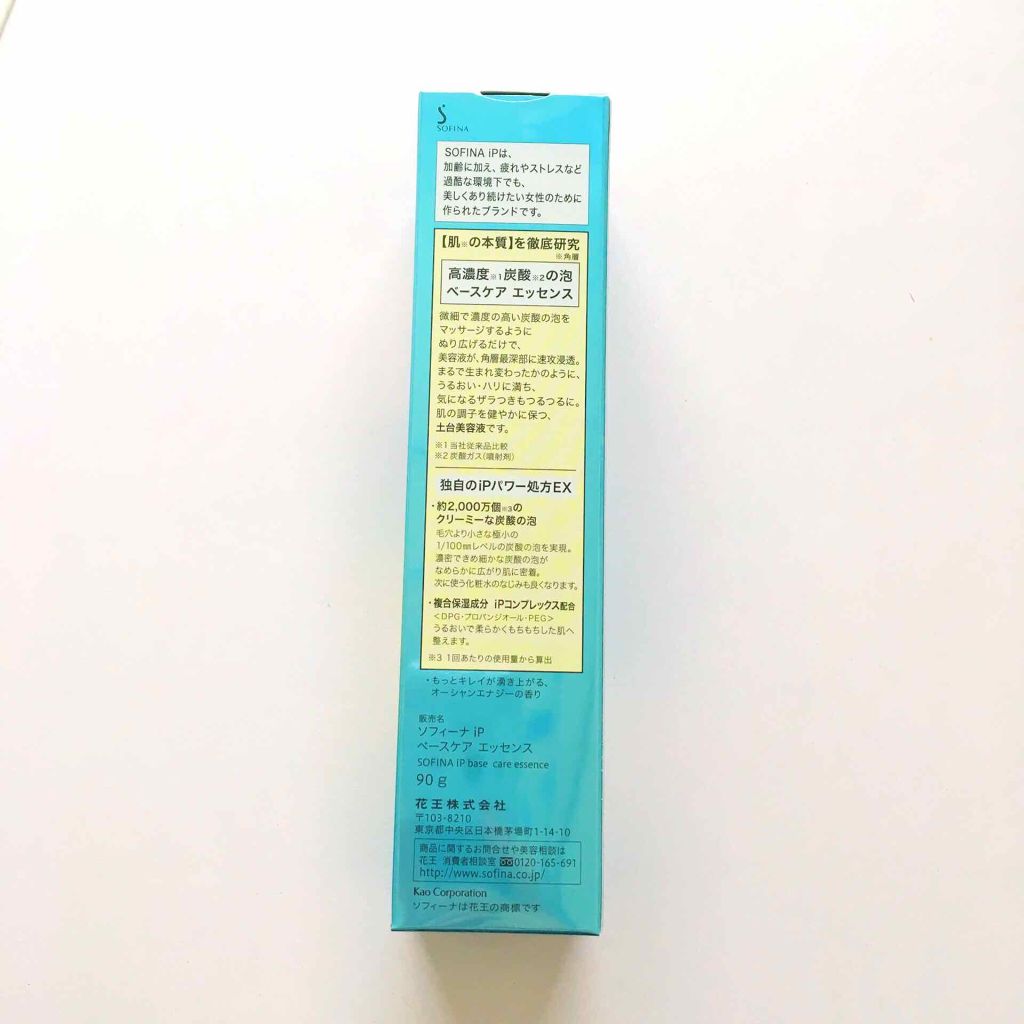 SOFINA
SOFINA iPは、
加齢に加え、疲れやストレスなど
過酷な環境下でも、
美しくあり続けたい女性のために
作られたブランドです。
【肌※の本質】を徹底研究
※角層
高濃度※1炭酸※2の泡
ベースケア エッセンス
微細で濃度の高い炭酸の泡を
マッサージするように
ぬり広げるだけで、
美容液が、角層最深部に速攻浸透。
まるで生まれ変わったかのように、
うるおい・ハリに満ち、
気になるザラつきもつるつるに。
肌の調子を健やかに保つ、
土台美容液です。
※1 当社従来品比較
※2 炭酸ガス(噴射剤)
独自のiPパワー処方EX
・約2,000万個※3の
クリーミーな炭酸の泡
毛穴より小さな極小の
1/100㎜レベルの炭酸の泡を実現。
濃密できめ細かな炭酸の泡が
なめらかに広がり肌に密着。
次に使う化粧水のなじみも良くなります。
・複合保湿成分 iPコンプレックス配合
<DPG・プロパンジオール・PEG>
うるおいで柔らかくもちもちした肌へ
整えます。
※3 1回あたりの使用量から算出
・もっとキレイが湧き上がる、
オーシャンエナジーの香り
販売名
ソフィーナ iP
ベースケア エッセンス
SOFINA iP base care essence
90 g
花王株式会社
〒103-8210
東京都中央区日本橋茅場町1-14-10
商品に関するお問合せや美容相談は
花王 消費者相談室 0120-165-691
http://www.sofina.co.jp/
Kao Corporation
ソフィーナは花王の商標です